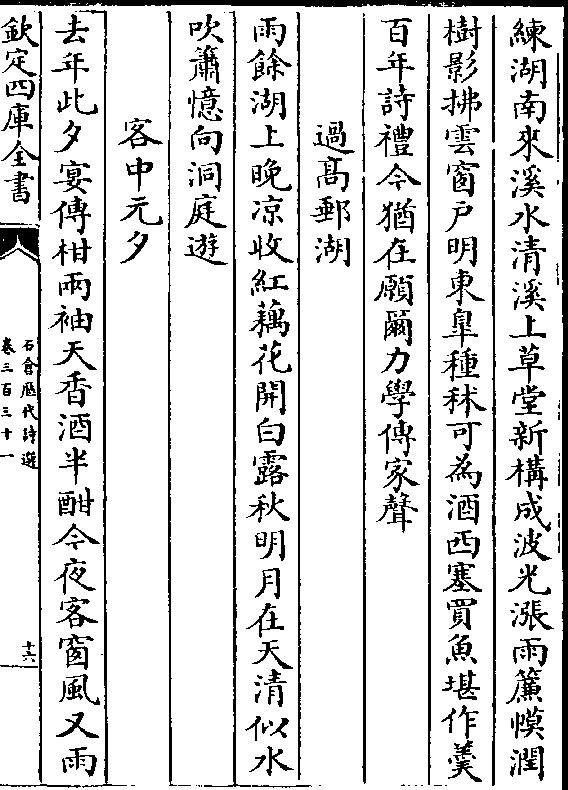 練湖南來溪水清溪上草堂新構成波光漲雨簾幙潤
樹影拂雲窗户明東臯種秫可為酒西塞買魚堪作羮
百年詩禮今猶在願爾力學傳家聲
過髙郵湖
雨餘湖上晚凉收紅藕花開白露秋明月在天清似水
吹簫憶向洞庭遊
客中元夕
去年此夕宴傳柑兩袖天香酒半酣今夜客窗風又雨
欽定四庫全書
石倉歴代詩選
卷三百三十一
十六